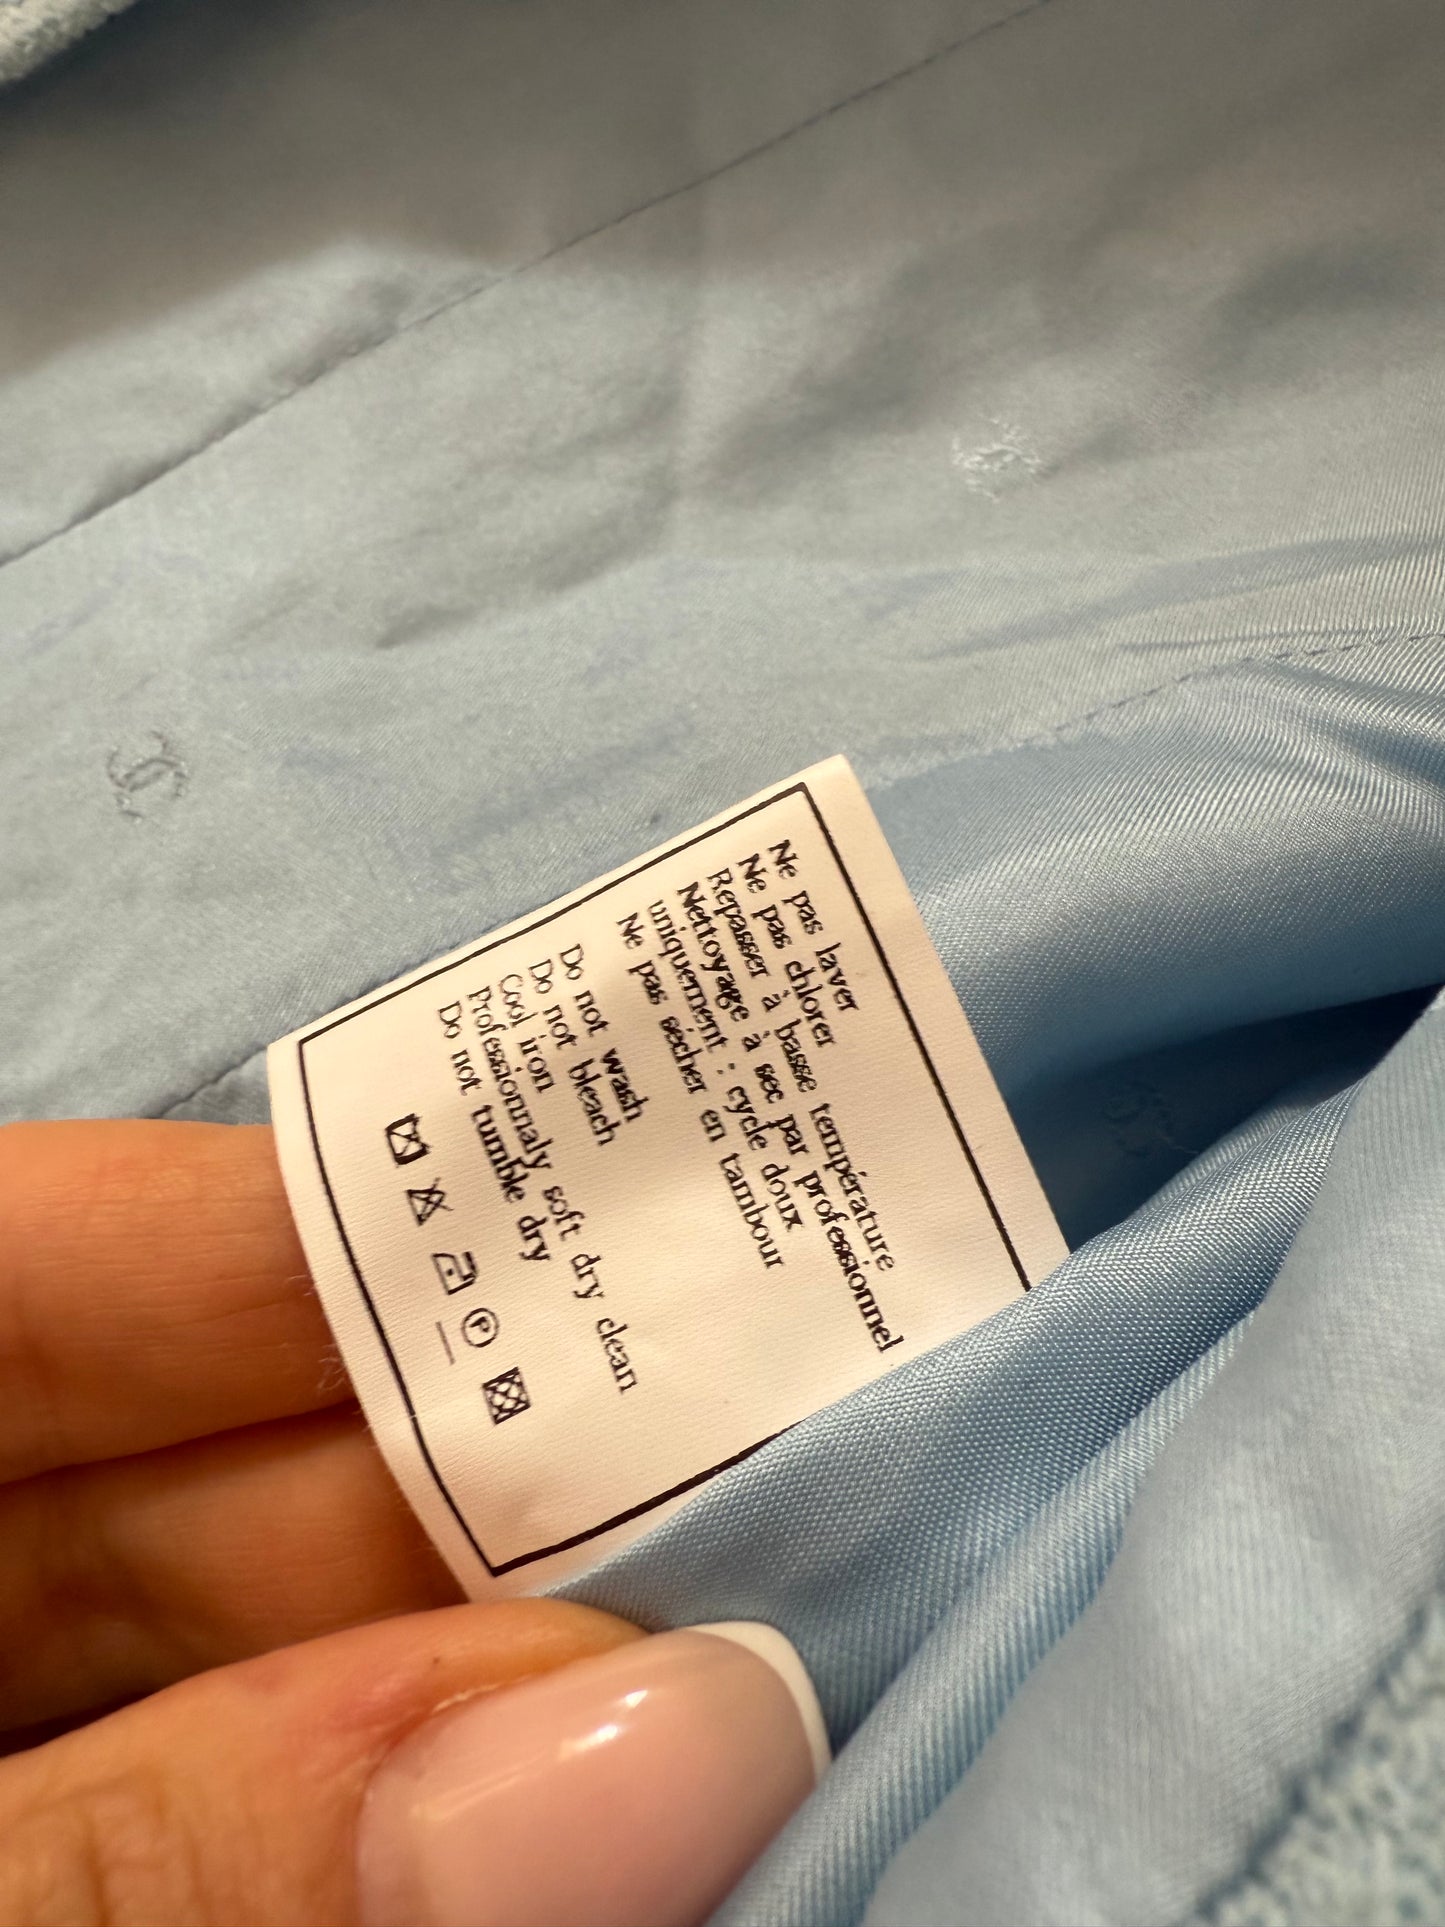 Ne pas laver
Ne pas chlorer
Repasser à basse température
Nettoyage à sec par professionnel
uniquement : cycle doux
Ne pas sécher en tambour
Do not wash
Do not bleach
Cool iron
Professionnaly soft dry clean
Do not tumble dry
P